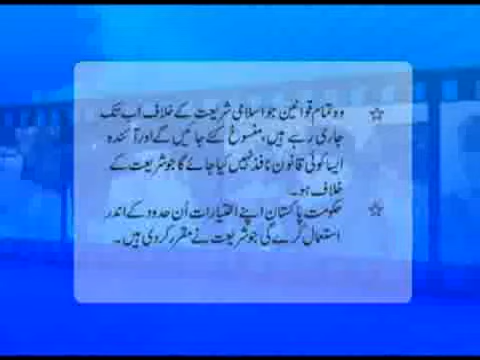 ☆ وہ تمام قوانین جو اسلامی شریعت کے خلاف اب تک
جاری رہے ہیں، منسوخ کئے جائیں گے اور آئندہ
ایسا کوئی قانون نافذ نہیں کیا جائے گا جو شریعت کے
خلاف ہو۔
☆ حکومت پاکستان اپنے اختیارات اُن حدود کے اندر
استعمال کرے گی جو شریعت نے مقرر کر دی ہیں۔